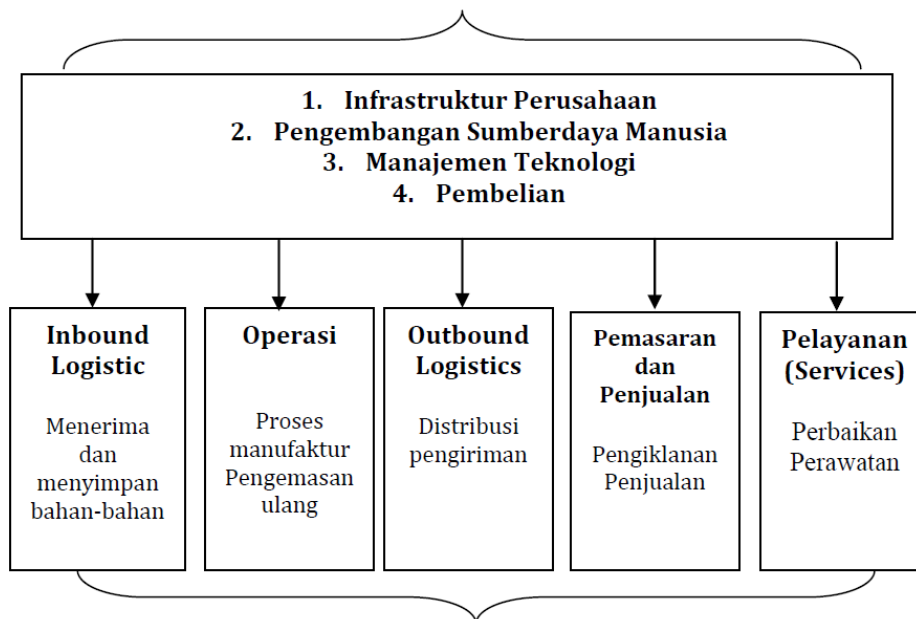 1. Infrastruktur Perusahaan
2. Pengembangan Sumberdaya Manusia
3. Manajemen Teknologi
4. Pembelian
Inbound
Logistic
Menerima
dan
menyimpan
bahan-bahan
Operasi
Proses
manufaktur
Pengemasan
ulang
Outbound
Logistics
Distribusi
pengiriman
Pemasaran
dan
Penjualan
Pengiklanan
Penjualan
Pelayanan
(Services)
Perbaikan
Perawatan